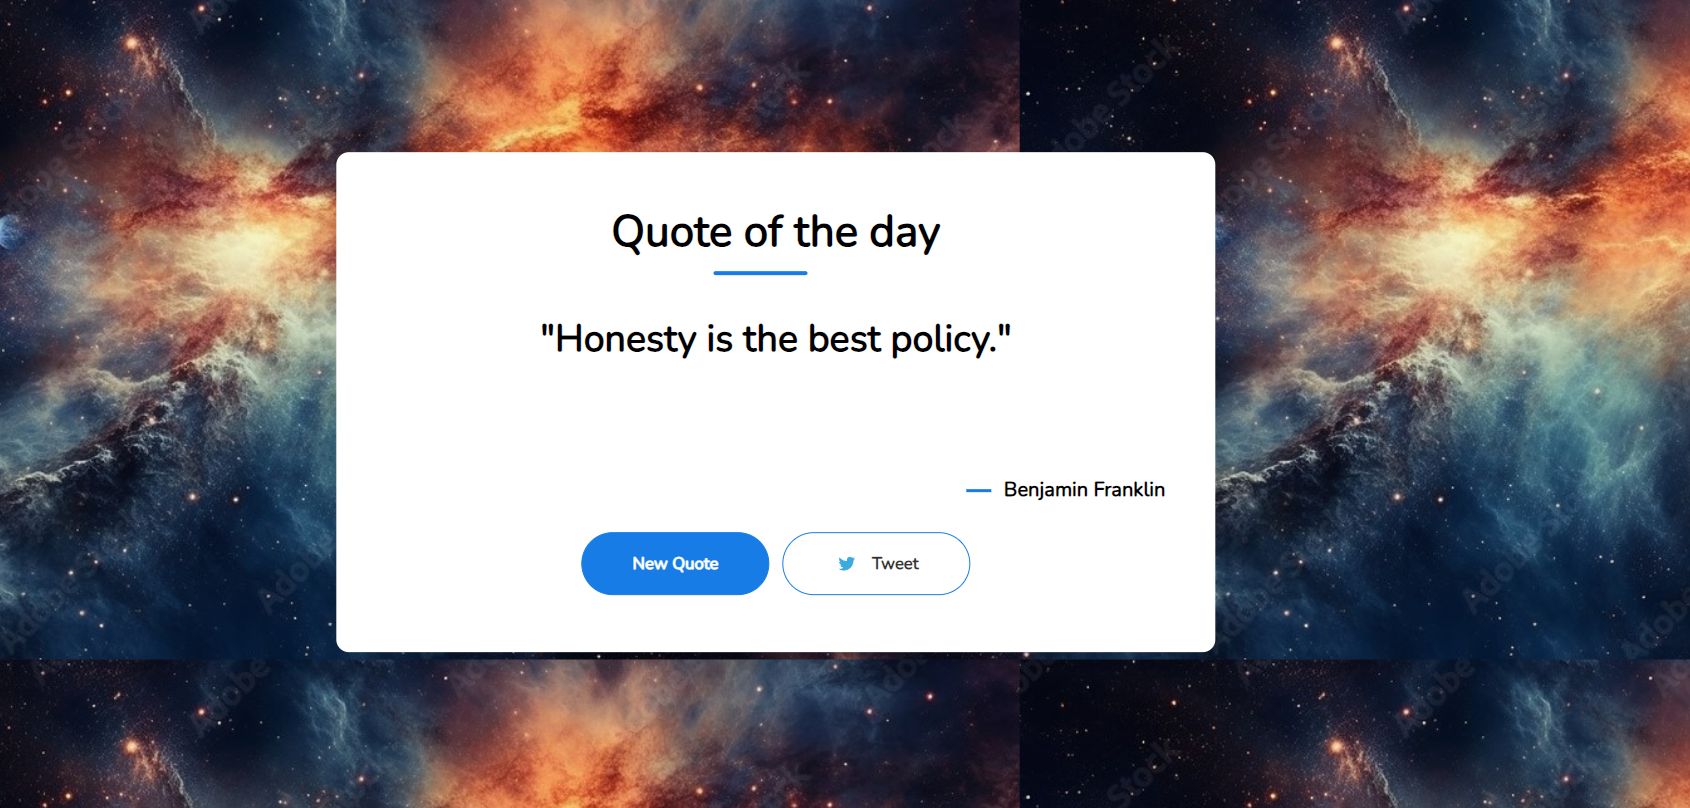 Quote of the day
"Honesty is the best policy."
Benjamin Franklin
New Quote
Tweet
Adobe Stock